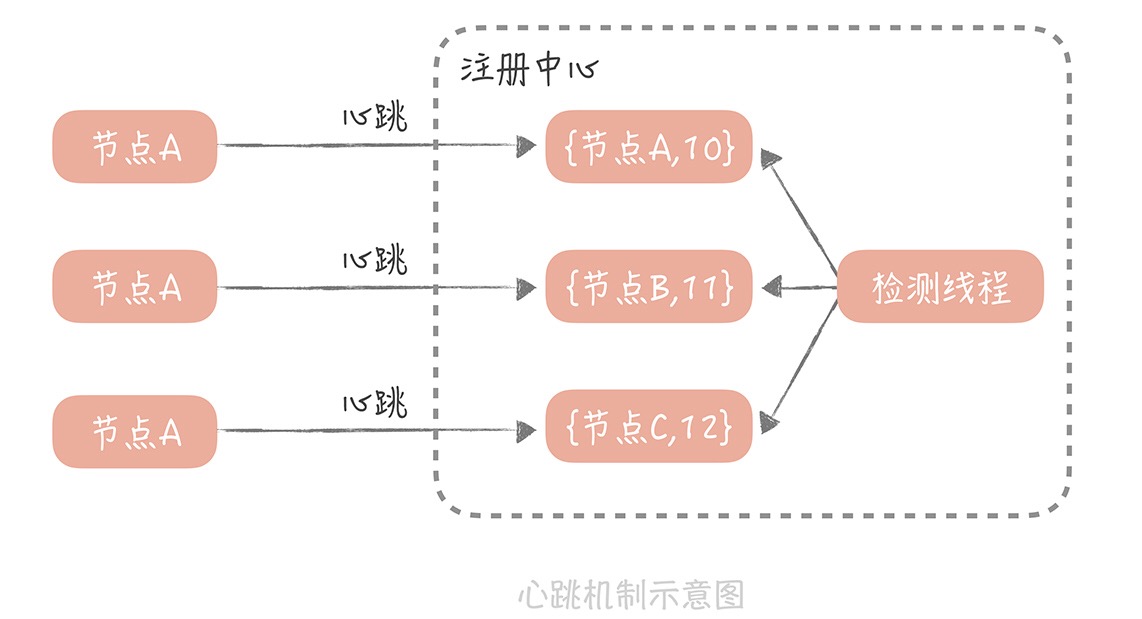 注册中心
节点A
心跳
{节点A,10}
节点A
心跳
{节点B,11}
检测线程
节点A
心跳
{节点C,12}
心跳机制示意图